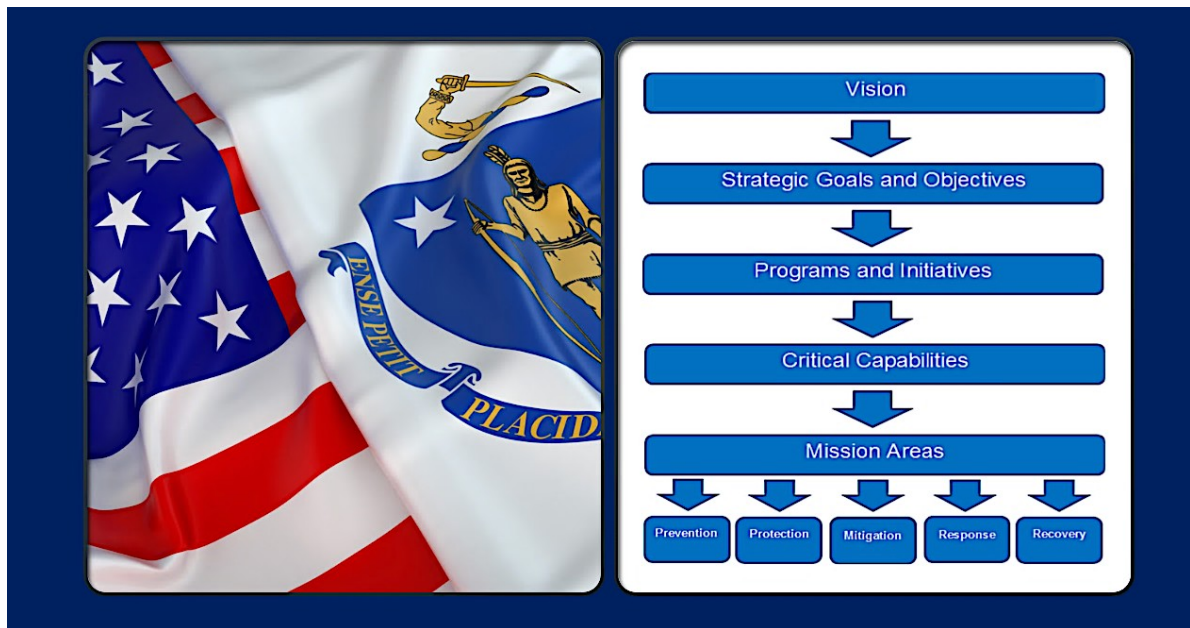 ENSE PETIT
PLACID
Vision
Strategic Goals and Objectives
Programs and Initiatives
Critical Capabilities
Mission Areas
Prevention
Protection
Mitigation
Response
Recovery